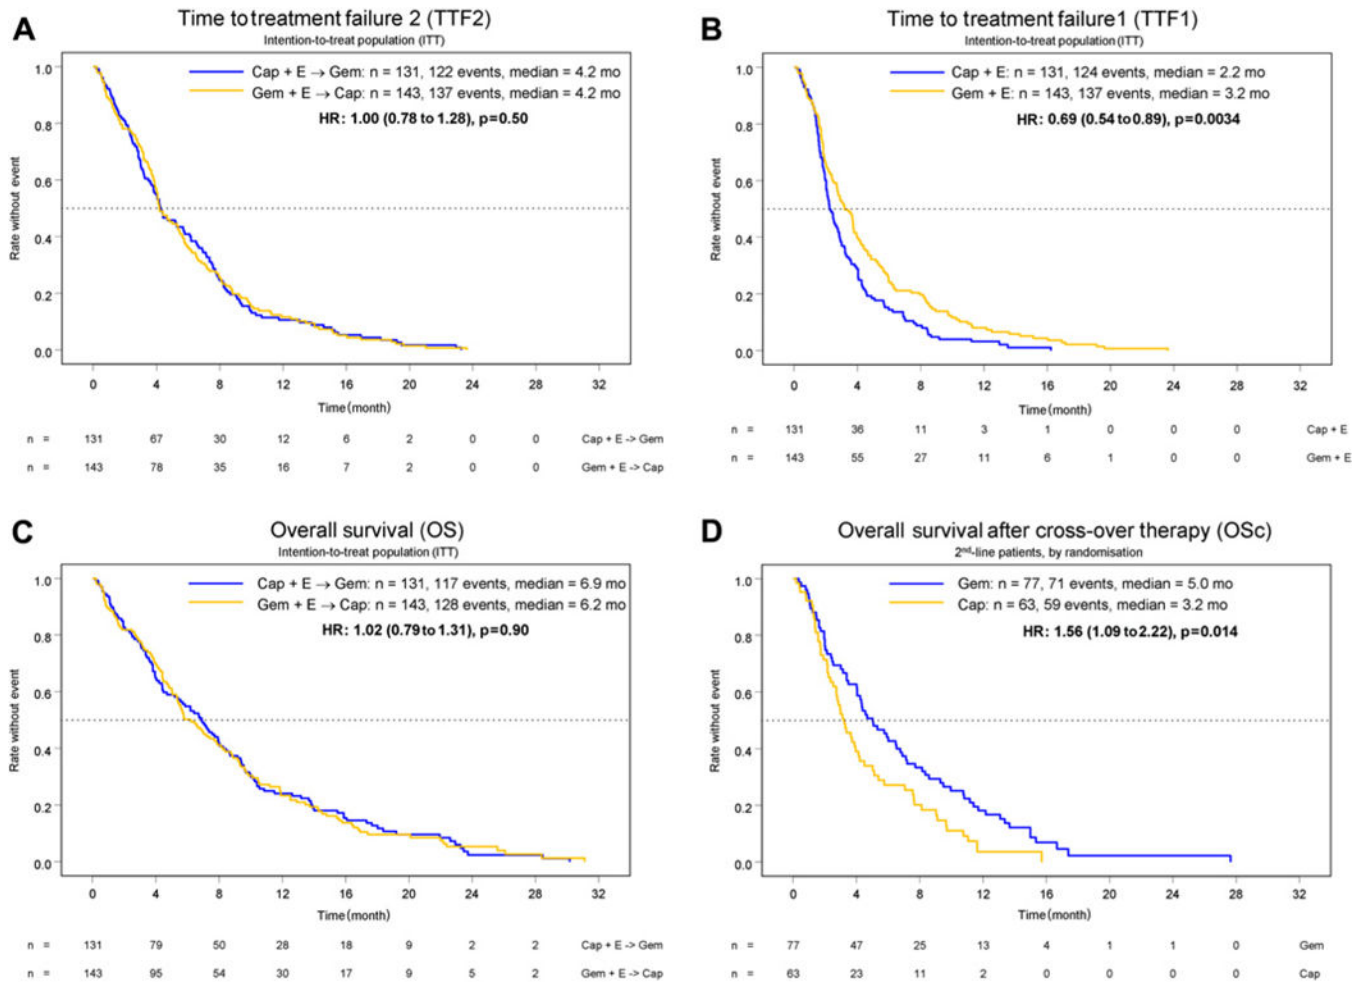 A
Time to treatment failure 2 (TTF2)
Intention-to-treat population (ITT)
Cap + E → Gem: n = 131, 122 events, median = 4.2 mo
Gem + E → Cap: n = 143, 137 events, median = 4.2 mo
HR: 1.00 (0.78 to 1.28), p=0.50
Rate without event
1.0
0.8
0.6
0.4
0.2
0.0
0 4 8 12 16 20 24 28 32
Time (month)
n = 131 67 30 12 6 2 0 0 Cap + E -> Gem
n = 143 78 35 16 7 2 0 0 Gem + E -> Cap
B
Time to treatment failure1 (TTF1)
Intention-to-treat population (ITT)
Cap + E: n = 131, 124 events, median = 2.2 mo
Gem + E: n = 143, 137 events, median = 3.2 mo
HR: 0.69 (0.54 to 0.89), p=0.0034
Rate without event
1.0
0.8
0.6
0.4
0.2
0.0
0 4 8 12 16 20 24 28 32
Time (month)
n = 131 36 11 3 1 0 0 0 Cap + E
n = 143 55 27 11 6 1 0 0 Gem + E
C
Overall survival (OS)
Intention-to-treat population (ITT)
Cap + E → Gem: n = 131, 117 events, median = 6.9 mo
Gem + E → Cap: n = 143, 128 events, median = 6.2 mo
HR: 1.02 (0.79 to 1.31), p=0.90
Rate without event
1.0
0.8
0.6
0.4
0.2
0.0
0 4 8 12 16 20 24 28 32
Time (month)
n = 131 79 50 28 18 9 2 2 Cap + E -> Gem
n = 143 95 54 30 17 9 5 2 Gem + E -> Cap
D
Overall survival after cross-over therapy (OSc)
2nd-line patients, by randomisation
Gem: n = 77, 71 events, median = 5.0 mo
Cap: n = 63, 59 events, median = 3.2 mo
HR: 1.56 (1.09 to 2.22), p=0.014
Rate without event
1.0
0.8
0.6
0.4
0.2
0.0
0 4 8 12 16 20 24 28 32
Time (month)
n = 77 47 25 13 4 1 1 0 Gem
n = 63 23 11 2 0 0 0 0 Cap